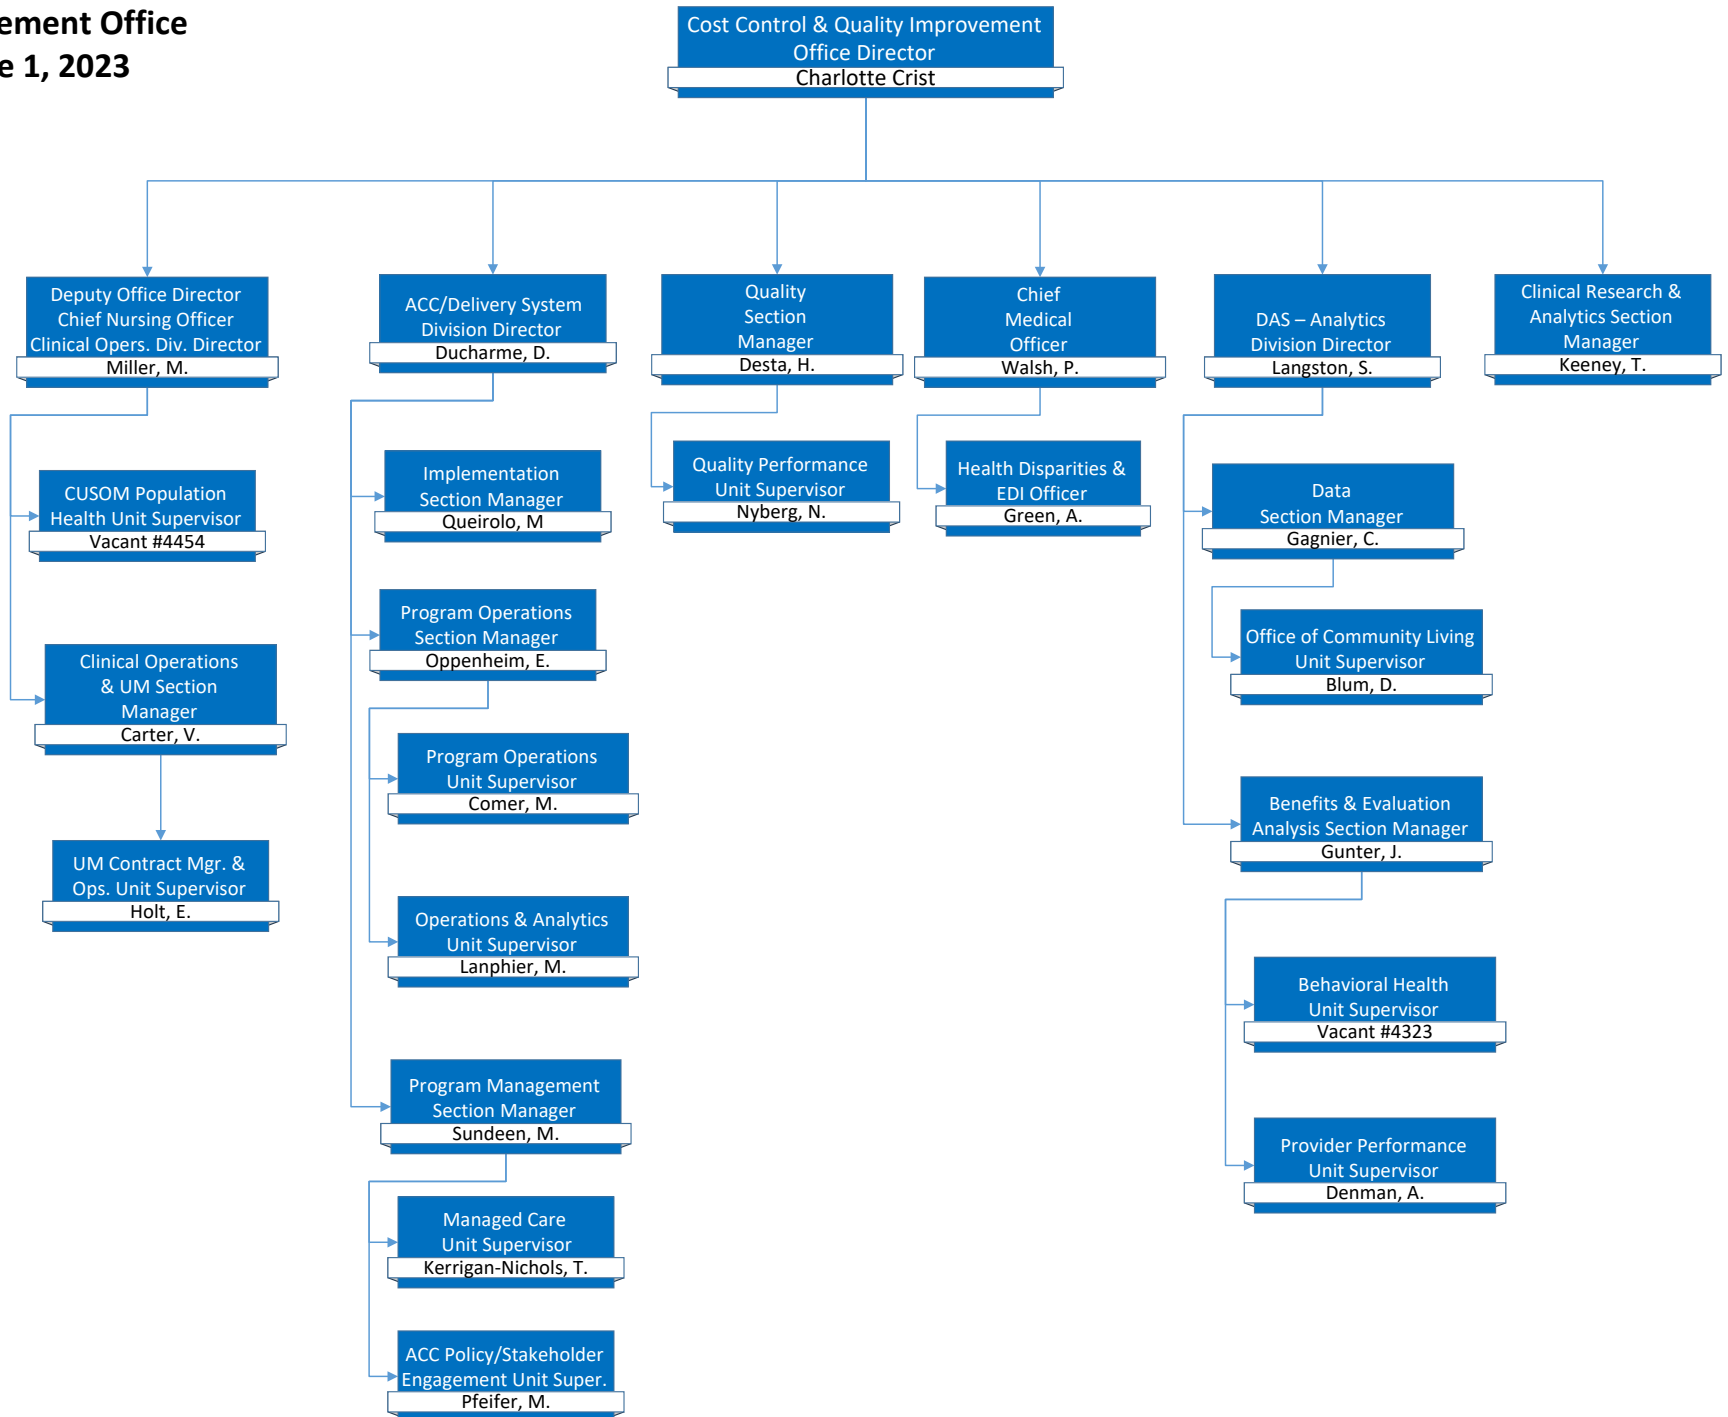 ement Office
e 1, 2023
Cost Control & Quality Improvement
Office Director
Charlotte Crist
Deputy Office Director
Chief Nursing Officer
Clinical Opers. Div. Director
Miller, M.
CUSOM Population
Health Unit Supervisor
Vacant #4454
Clinical Operations
& UM Section
Manager
Carter, V.
UM Contract Mgr. &
Ops. Unit Supervisor
Holt, E.
ACC/Delivery System
Division Director
Ducharme, D.
Implementation
Section Manager
Queirolo, M
Program Operations
Section Manager
Oppenheim, E.
Program Operations
Unit Supervisor
Comer, M.
Operations & Analytics
Unit Supervisor
Lanphier, M.
Program Management
Section Manager
Sundeen, M.
Managed Care
Unit Supervisor
Kerrigan-Nichols, T.
ACC Policy/Stakeholder
Engagement Unit Super.
Pfeifer, M.
Quality
Section
Manager
Desta, H.
Quality Performance
Unit Supervisor
Nyberg, N.
Chief
Medical
Officer
Walsh, P.
Health Disparities &
EDI Officer
Green, A.
DAS – Analytics
Division Director
Langston, S.
Data
Section Manager
Gagnier, C.
Office of Community Living
Unit Supervisor
Blum, D.
Benefits & Evaluation
Analysis Section Manager
Gunter, J.
Behavioral Health
Unit Supervisor
Vacant #4323
Provider Performance
Unit Supervisor
Denman, A.
Clinical Research &
Analytics Section
Manager
Keeney, T.